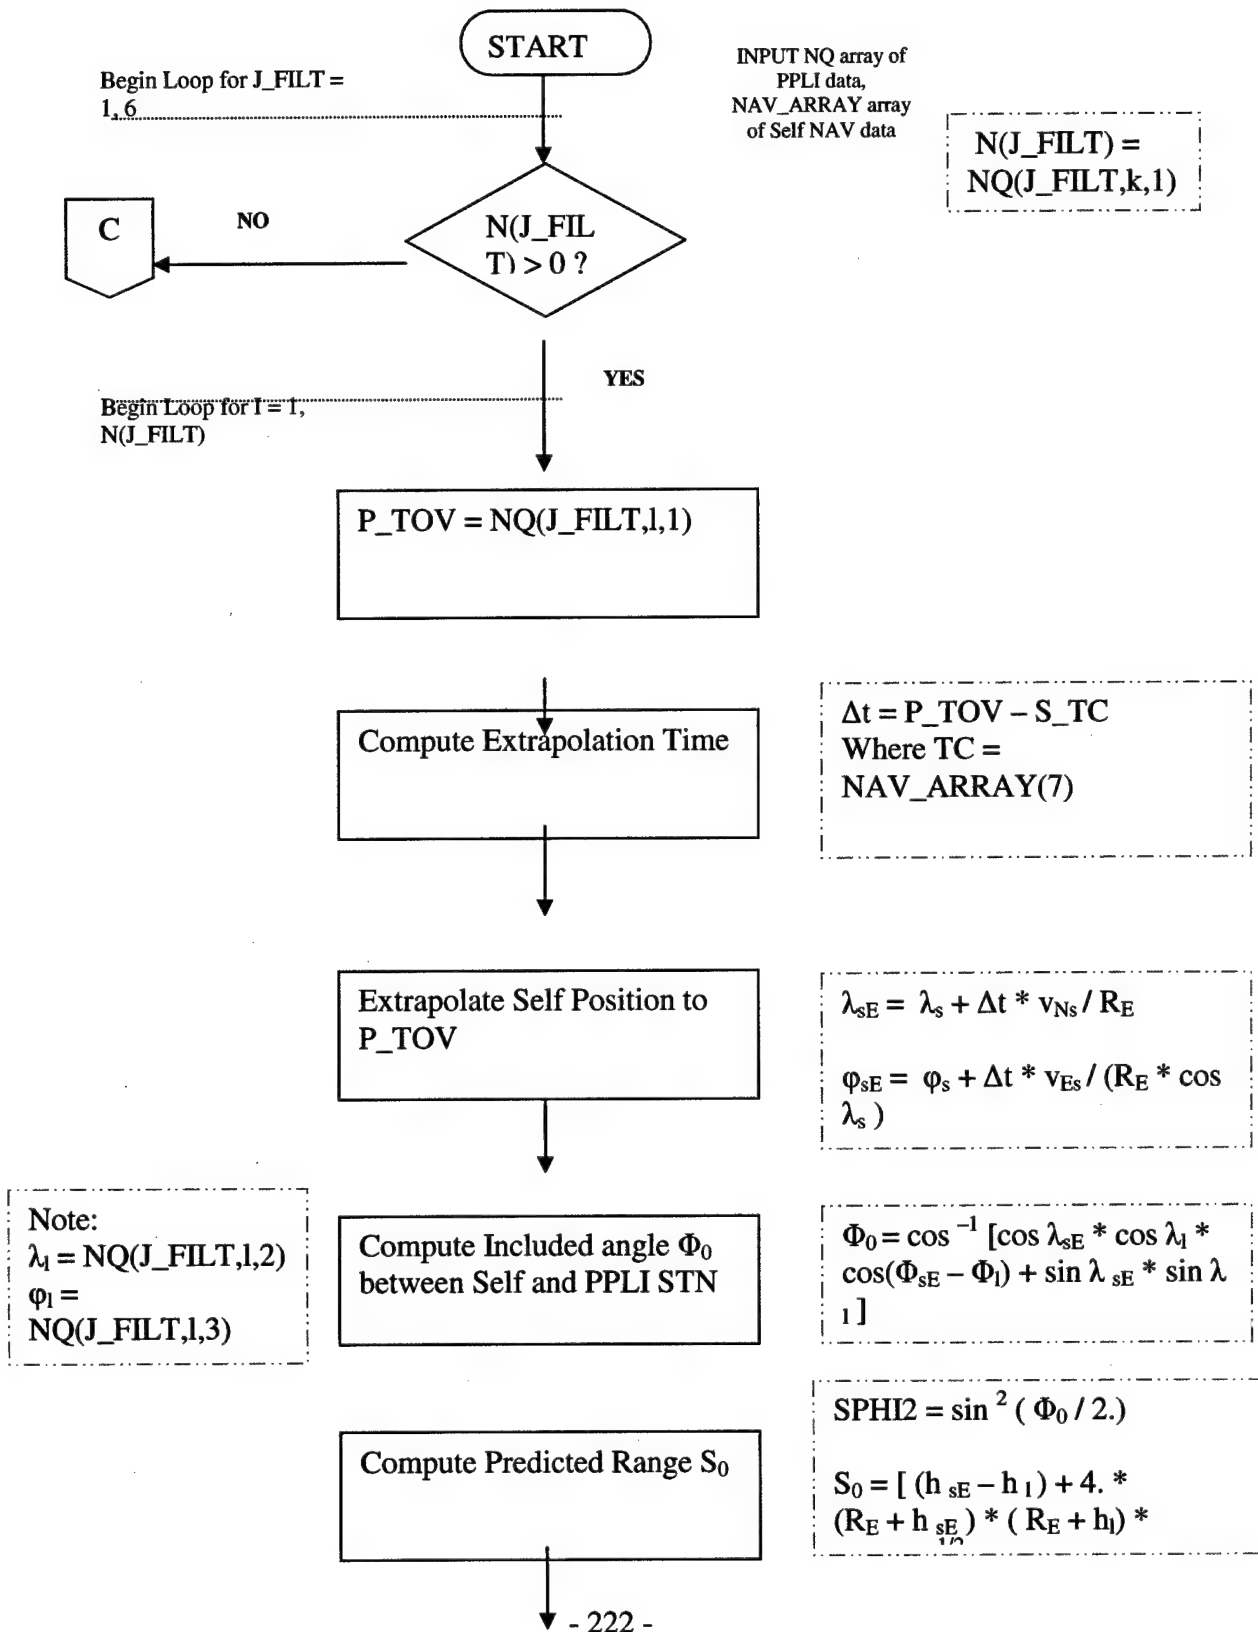 START
Begin Loop for J_FILT =
1, 6
INPUT NQ array of
PPLI data,
NAV_ARRAY array
of Self NAV data
N(J_FILT) =
NQ(J_FILT,k,1)
C
NO
N(J_FIL
T) > 0 ?
YES
Begin Loop for I = 1,
N(J_FILT)
P_TOV = NQ(J_FILT,l,1)
Compute Extrapolation Time
Δt = P_TOV – S_TC
Where TC =
NAV_ARRAY(7)
Extrapolate Self Position to
P_TOV
λsE = λs + Δt * vNs / RE
φsE = φs + Δt * vEs / (RE * cos
λs )
Note:
λl = NQ(J_FILT,l,2)
φl =
NQ(J_FILT,l,3)
Compute Included angle Φ0
between Self and PPLI STN
Φ0 = cos -1 [cos λsE * cos λl *
cos(ΦsE – Φl) + sin λ sE * sin λ
l ]
Compute Predicted Range S0
SPHI2 = sin 2 ( Φ0 / 2.)
S0 = [ (h sE – h l) + 4. *
(RE + h sE ) * ( RE + hl) *
1/2
- 222 -